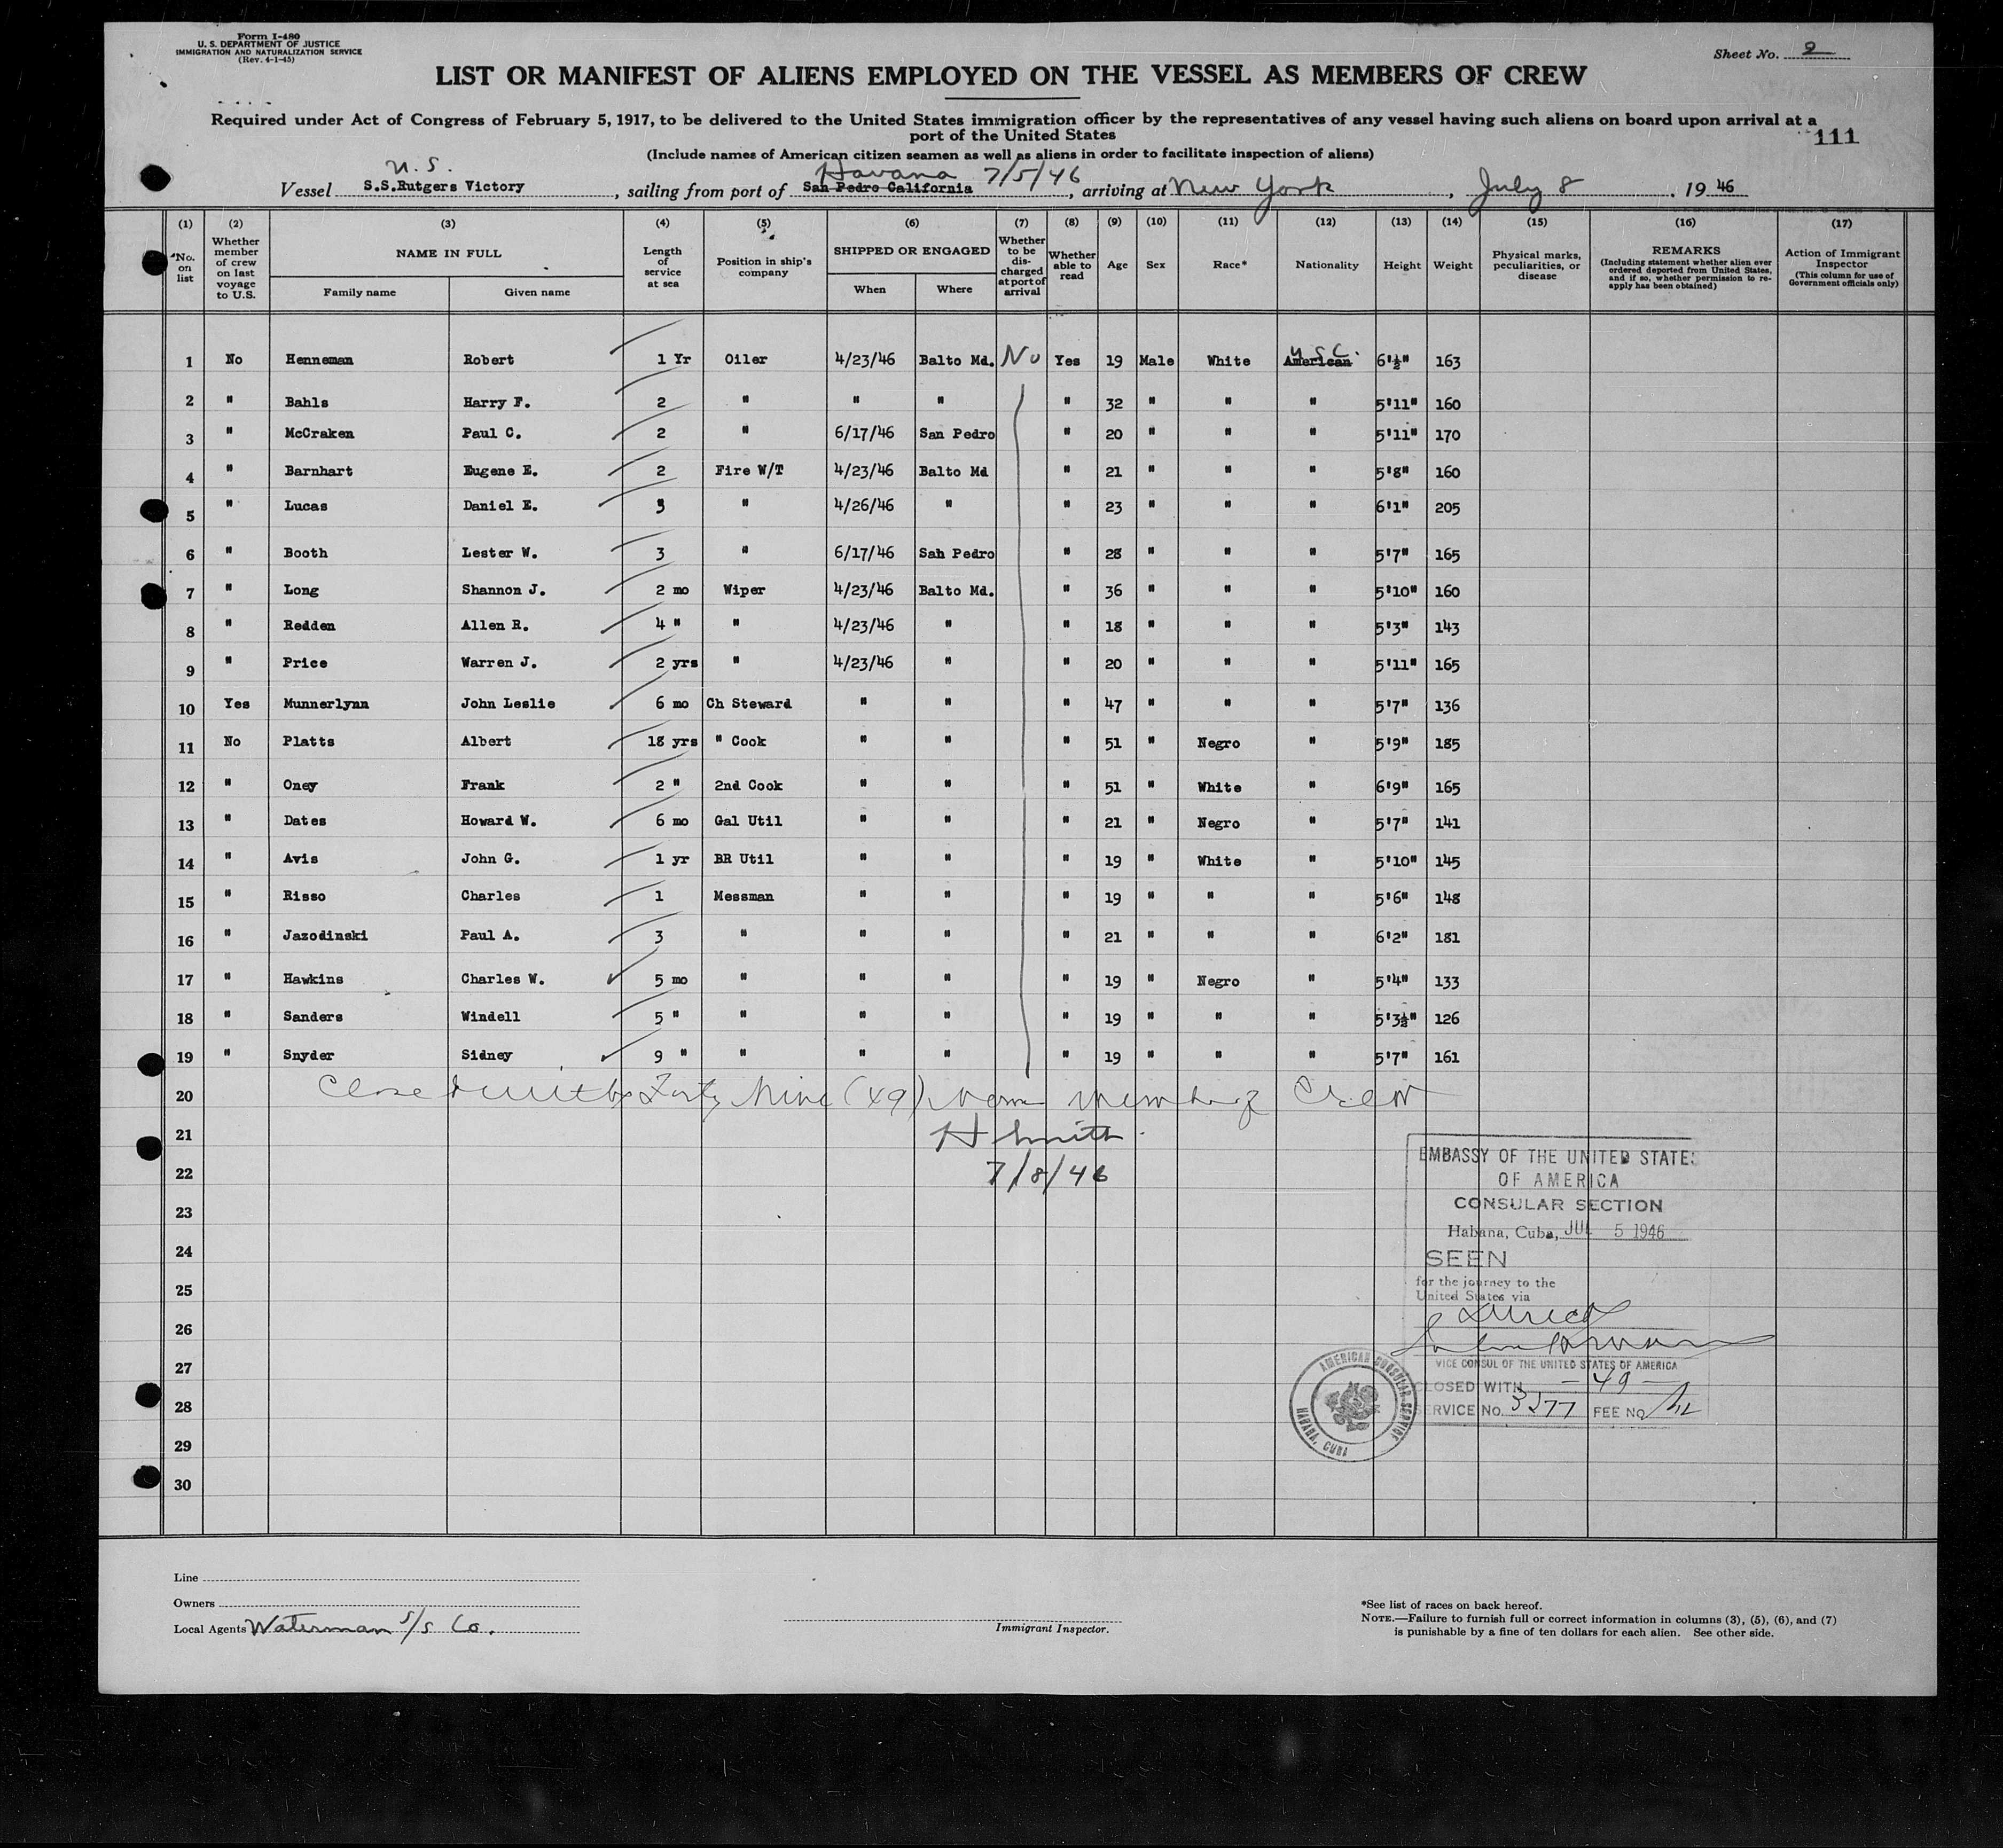 Form I-480
U. S. DEPARTMENT OF JUSTICE
IMMIGRATION AND NATURALIZATION SERVICE
(Rev. 4-1-45)
Sheet No. 2
LIST OR MANIFEST OF ALIENS EMPLOYED ON THE VESSEL AS MEMBERS OF CREW
Required under Act of Congress of February 5, 1917, to be delivered to the United States immigration officer by the representatives of any vessel having such aliens on board upon arrival at a
port of the United States
111
(Include names of American citizen seamen as well as aliens in order to facilitate inspection of aliens)
U. S. Havana 7/5/46
Vessel S.S.Rutgers Victory, sailing from port of San Pedro California, arriving at New York, July 8, 19 46
(1) (2) (3) (4) (5) (6) (7) (8) (9) (10) (11) (12) (13) (14) (15) (16) (17)
*No. on list
Whether member of crew on last voyage to U.S.
NAME IN FULL
Family name Given name
Length of service at sea
Position in ship's company
SHIPPED OR ENGAGED
When Where
Whether to be discharged at port of arrival
Whether able to read
Age
Sex
Race*
Nationality
Height
Weight
Physical marks, peculiarities, or disease
REMARKS
(Including statement whether alien ever ordered deported from United States, and if so, whether permission to re-apply has been obtained)
Action of Immigrant Inspector
(This column for use of Government officials only)
1 No Henneman Robert 1 Yr Oiler 4/23/46 Balto Md. No Yes 19 Male White American U S C. 6'½" 163
2 " Bahls Harry F. 2 " " " " 32 " " " 5'11" 160
3 " McCraken Paul C. 2 " 6/17/46 San Pedro " 20 " " " 5'11" 170
4 " Barnhart Eugene E. 2 Fire W/T 4/23/46 Balto Md " 21 " " " 5'8" 160
5 " Lucas Daniel E. 3 " 4/26/46 " " 23 " " " 6'1" 205
6 " Booth Lester W. 3 " 6/17/46 San Pedro " 28 " " " 5'7" 165
7 " Long Shannon J. 2 mo Wiper 4/23/46 Balto Md. " 36 " " " 5'10" 160
8 " Redden Allen R. 4 " " 4/23/46 " " 18 " " " 5'3" 143
9 " Price Warren J. 2 yrs " 4/23/46 " " 20 " " " 5'11" 165
10 Yes Munnerlynn John Leslie 6 mo Ch Steward " " " 47 " " " 5'7" 136
11 No Platts Albert 18 yrs " Cook " " " 51 " Negro " 5'9" 185
12 " Oney Frank 2 " 2nd Cook " " " 51 " White " 6'9" 165
13 " Dates Howard W. 6 mo Gal Util " " " 21 " Negro " 5'7" 141
14 " Avis John G. 1 yr BR Util " " " 19 " White " 5'10" 145
15 " Risso Charles 1 Messman " " " 19 " " " 5'6" 148
16 " Jazodinski Paul A. 3 " " " " 21 " " " 6'2" 181
17 " Hawkins Charles W. 5 mo " " " " 19 " Negro " 5'4" 133
18 " Sanders Windell 5 " " " " " 19 " " " 5'3½" 126
19 " Snyder Sidney 9 " " " " " 19 " " " 5'7" 161
20 Closed with Forty Nine (49) members of Crew
21 H Smith
22 7/8/46
23
24
25
26
27
28
29
30
EMBASSY OF THE UNITED STATES
OF AMERICA
CONSULAR SECTION
Habana, Cuba, JUL 5 1946
SEEN
for the journey to the
United States via
Direct
VICE CONSUL OF THE UNITED STATES OF AMERICA
CLOSED WITH - 49 -
SERVICE NO. 3577 FEE NO.
AMERICAN CONSULAR SERVICE
HABANA, CUBA
Line
Owners
Local Agents Waterman S/S Co.
Immigrant Inspector.
*See list of races on back hereof.
NOTE.—Failure to furnish full or correct information in columns (3), (5), (6), and (7)
is punishable by a fine of ten dollars for each alien. See other side.